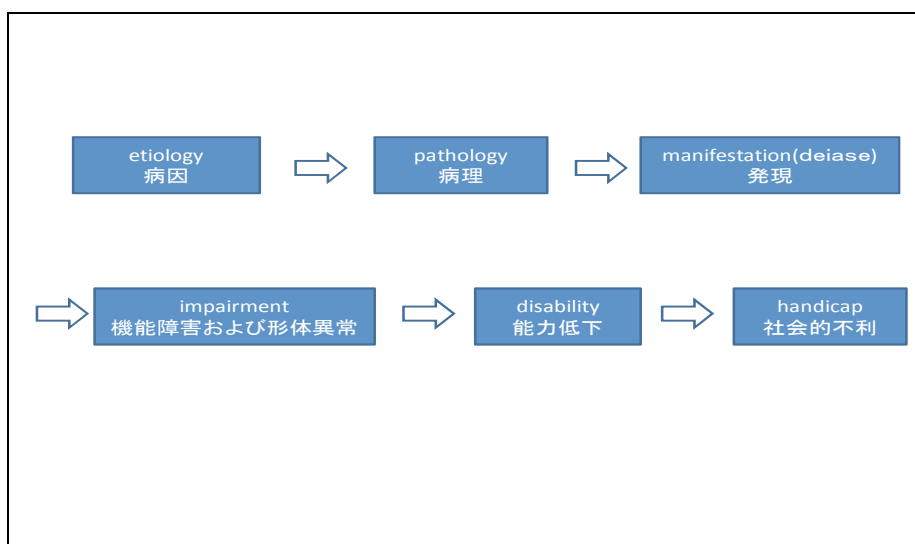 etiology
病因
pathology
病理
manifestation(deiase)
発現
impairment
機能障害および形体異常
disability
能力低下
handicap
社会的不利